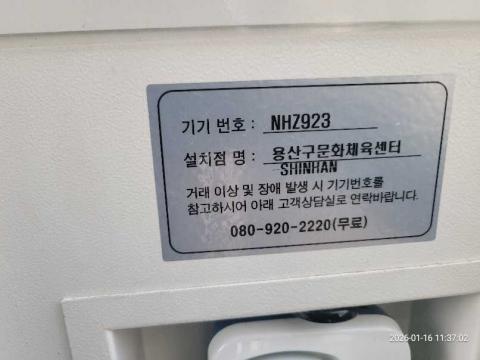 기기 번호 : NHZ923
설치점 명 : 용산구문화체육센터
SHINHAN
거래 이상 및 장애 발생 시 기기번호를
참고하시어 아래 고객상담실로 연락바랍니다.
080-920-2220(무료)
2026-01-16 11:37:02